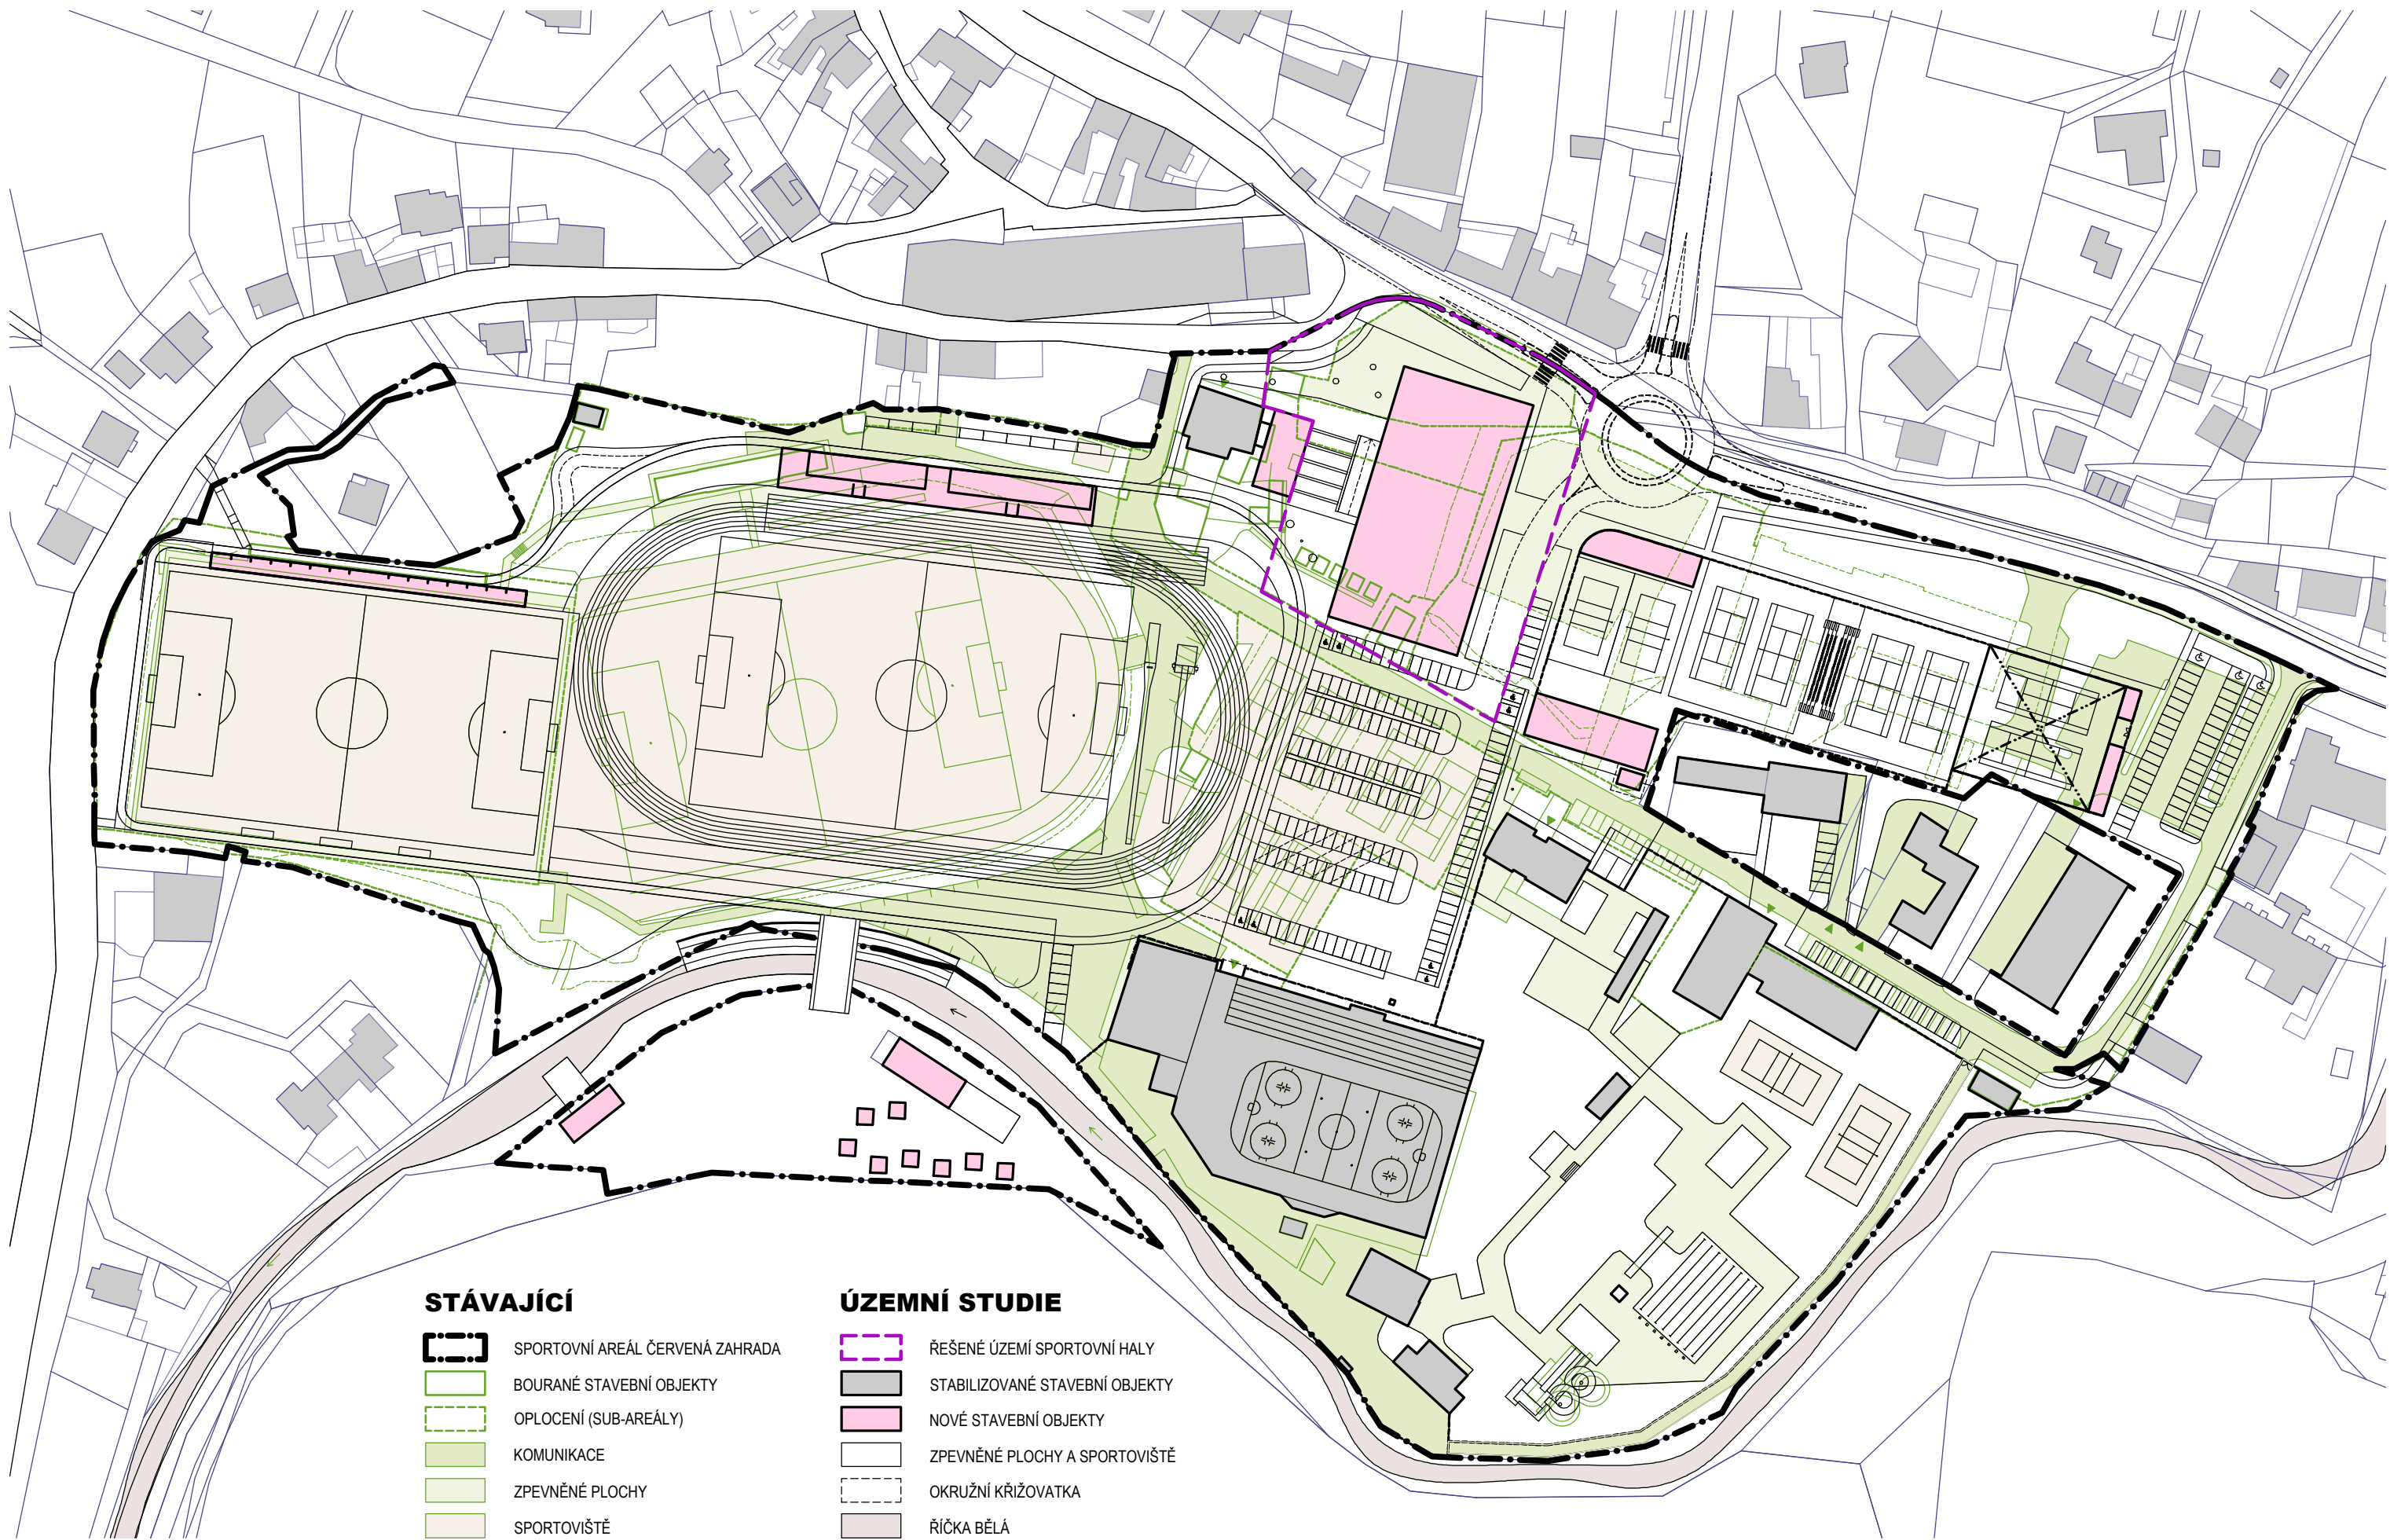 STÁVAJÍCÍ
SPORTOVNÍ AREÁL ČERVENÁ ZAHRADA
BOURANÉ STAVEBNÍ OBJEKTY
OPLOCENÍ (SUB-AREÁLY)
KOMUNIKACE
ZPEVNĚNÉ PLOCHY
SPORTOVIŠTĚ
ÚZEMNÍ STUDIE
ŘEŠENÉ ÚZEMÍ SPORTOVNÍ HALY
STABILIZOVANÉ STAVEBNÍ OBJEKTY
NOVÉ STAVEBNÍ OBJEKTY
ZPEVNĚNÉ PLOCHY A SPORTOVIŠTĚ
OKRUŽNÍ KŘIŽOVATKA
ŘÍČKA BĚLÁ